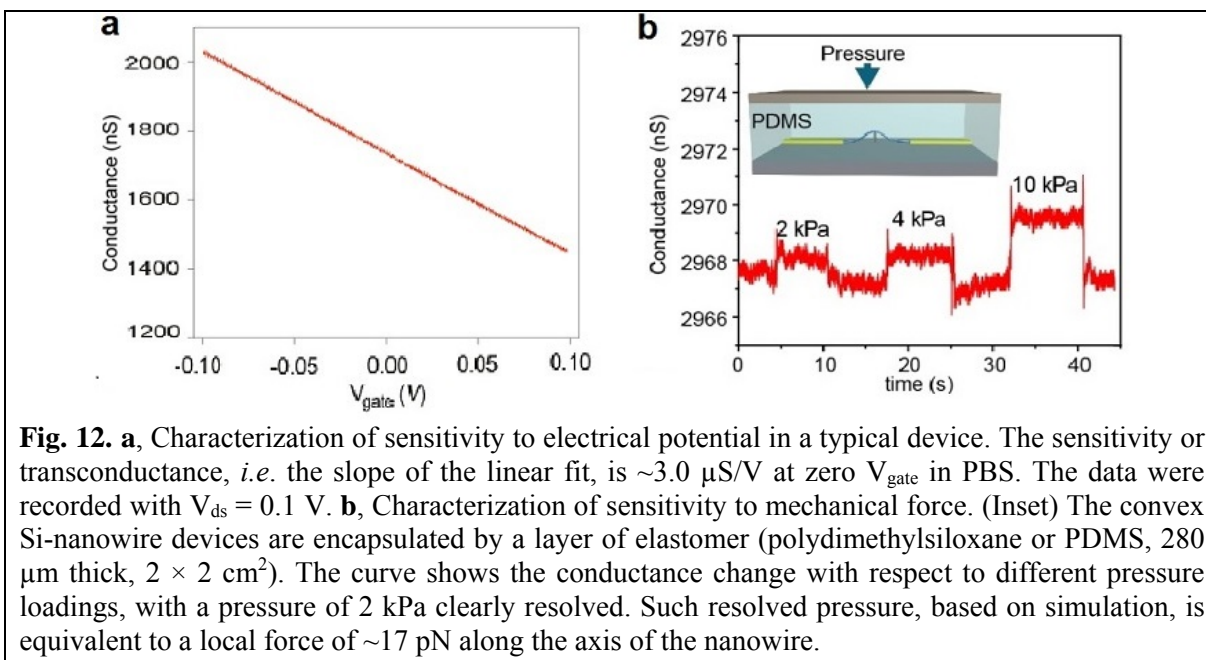 a
Conductance (nS)
2000
1800
1600
1400
1200
-0.10
-0.05
0.00
0.05
0.10
V_gate (V)
b
Conductance (nS)
2976
2974
2972
2970
2968
2966
Pressure
PDMS
2 kPa
4 kPa
10 kPa
0
10
20
30
40
time (s)
Fig. 12. a, Characterization of sensitivity to electrical potential in a typical device. The sensitivity or
transconductance, i.e. the slope of the linear fit, is ~3.0 µS/V at zero V_gate in PBS. The data were
recorded with V_ds = 0.1 V. b, Characterization of sensitivity to mechanical force. (Inset) The convex
Si-nanowire devices are encapsulated by a layer of elastomer (polydimethylsiloxane or PDMS, 280
µm thick, 2 × 2 cm²). The curve shows the conductance change with respect to different pressure
loadings, with a pressure of 2 kPa clearly resolved. Such resolved pressure, based on simulation, is
equivalent to a local force of ~17 pN along the axis of the nanowire.